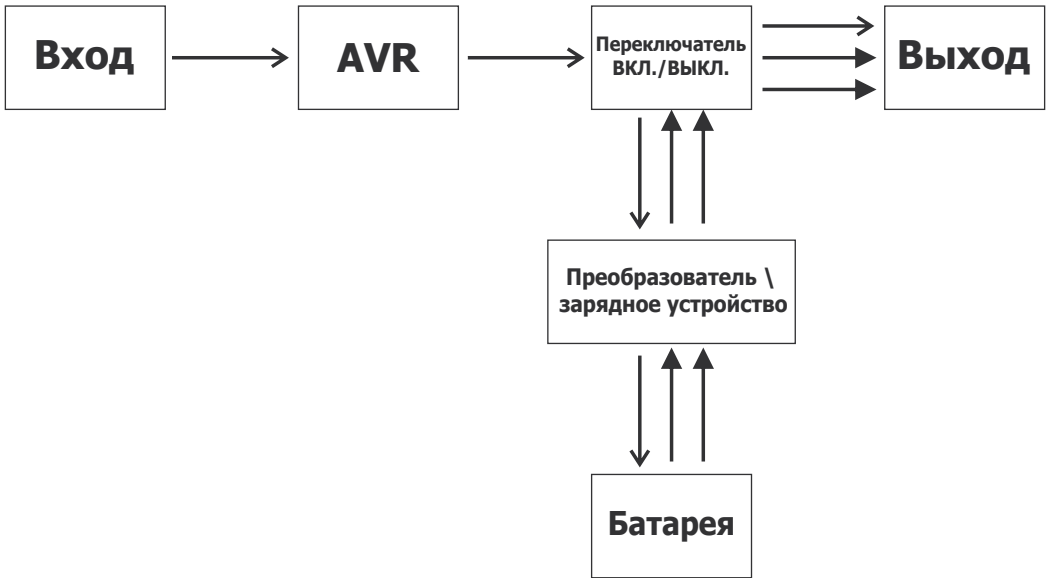 Вход
AVR
Переключатель
ВКЛ./ВЫКЛ.
Выход
Преобразователь \
зарядное устройство
Батарея